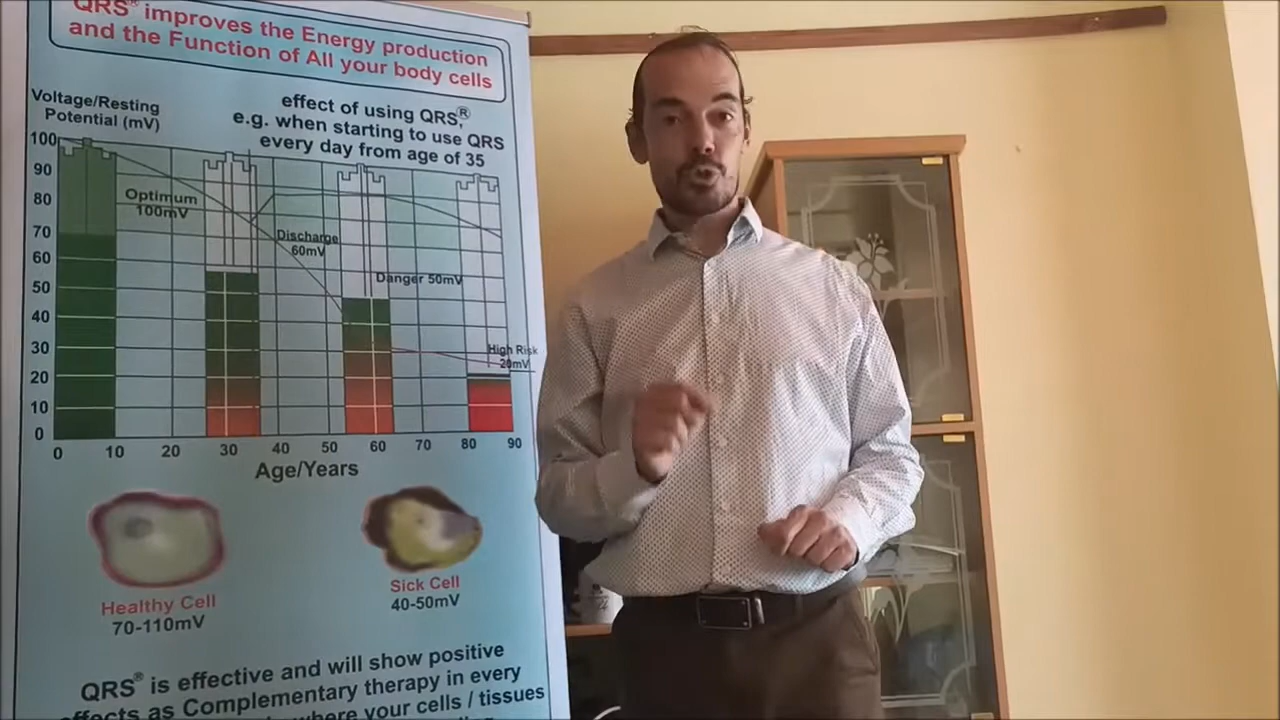 QRS® improves the Energy production
and the Function of All your body cells
Voltage/Resting
Potential (mV)
effect of using QRS®,
e.g. when starting to use QRS
every day from age of 35
100
90
80
70
60
50
40
30
20
10
0
Optimum
100mV
Discharge
60mV
Danger 50mV
High Risk
20mV
0 10 20 30 40 50 60 70 80 90
Age/Years
Healthy Cell
70-110mV
Sick Cell
40-50mV
QRS® is effective and will show positive
effects as Complementary therapy in every
where your cells / tissues